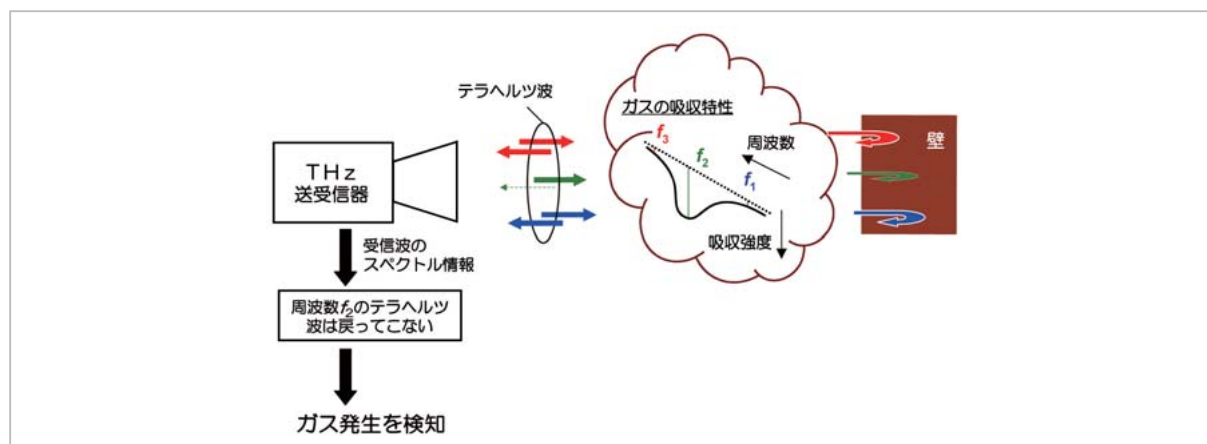 テラヘルツ波
ガスの吸収特性
周波数
f3
f2
f1
吸収強度
壁
THz
送受信器
受信波の
スペクトル情報
周波数f2のテラヘルツ
波は戻ってこない
ガス発生を検知